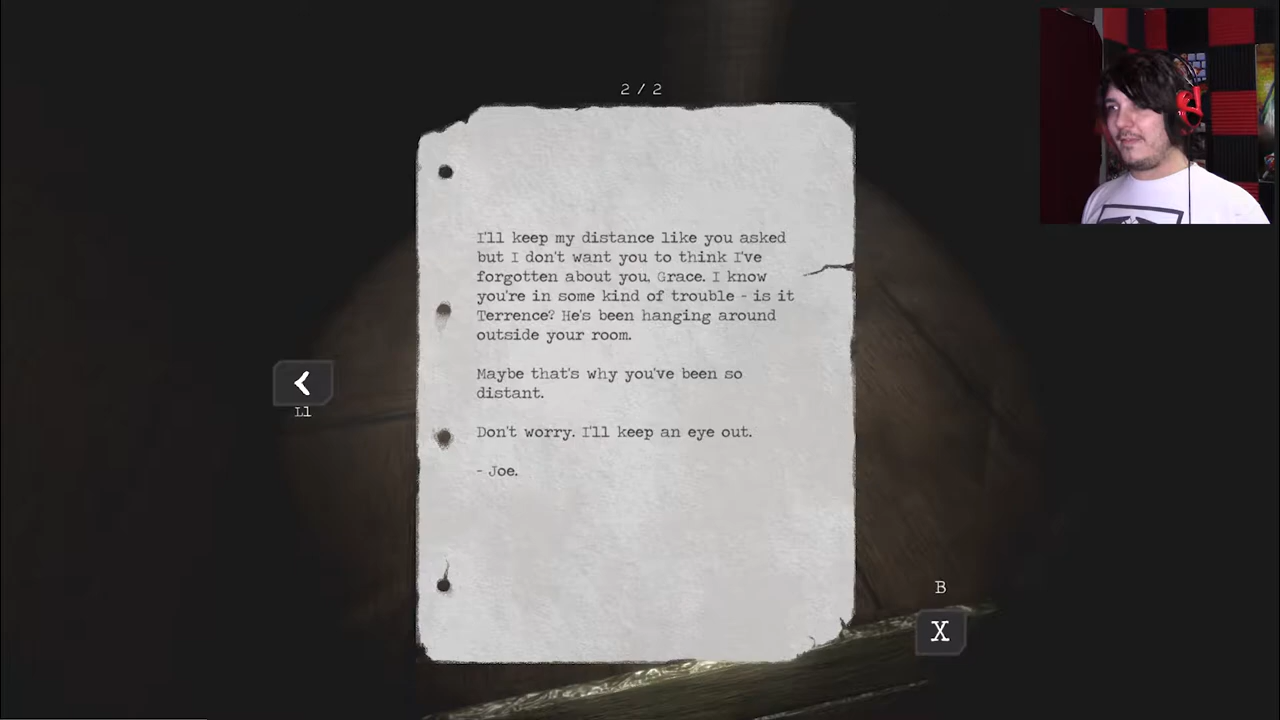 2 / 2
I'll keep my distance like you asked
but I don't want you to think I've
forgotten about you, Grace. I know
you're in some kind of trouble - is it
Terrence? He's been hanging around
outside your room.
Maybe that's why you've been so
distant.
Don't worry. I'll keep an eye out.
- Joe.
L1
B
X